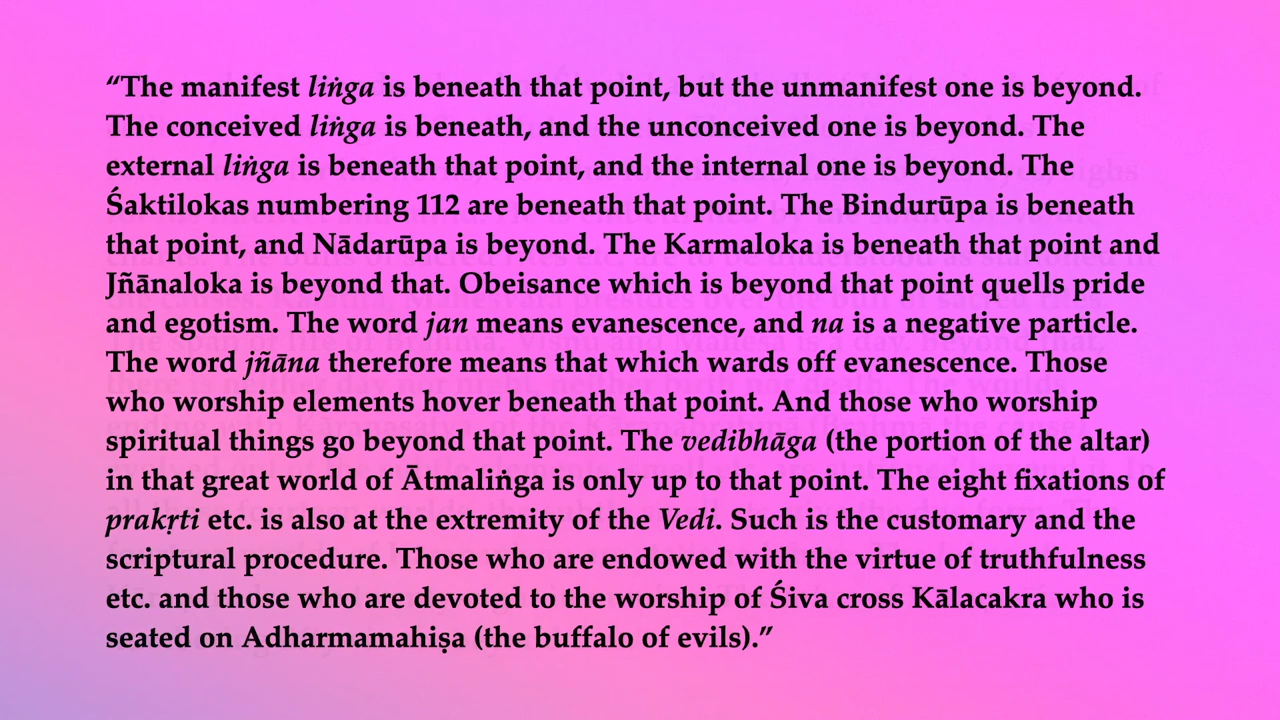 “The manifest liṅga is beneath that point, but the unmanifest one is beyond.
The conceived liṅga is beneath, and the unconceived one is beyond. The
external liṅga is beneath that point, and the internal one is beyond. The
Śaktilokas numbering 112 are beneath that point. The Bindurūpa is beneath
that point, and Nādarūpa is beyond. The Karmaloka is beneath that point and
Jñānaloka is beyond that. Obeisance which is beyond that point quells pride
and egotism. The word jan means evanescence, and na is a negative particle.
The word jñāna therefore means that which wards off evanescence. Those
who worship elements hover beneath that point. And those who worship
spiritual things go beyond that point. The vedibhāga (the portion of the altar)
in that great world of Ātmaliṅga is only up to that point. The eight fixations of
prakṛti etc. is also at the extremity of the Vedi. Such is the customary and the
scriptural procedure. Those who are endowed with the virtue of truthfulness
etc. and those who are devoted to the worship of Śiva cross Kālacakra who is
seated on Adharmamahiṣa (the buffalo of evils).”